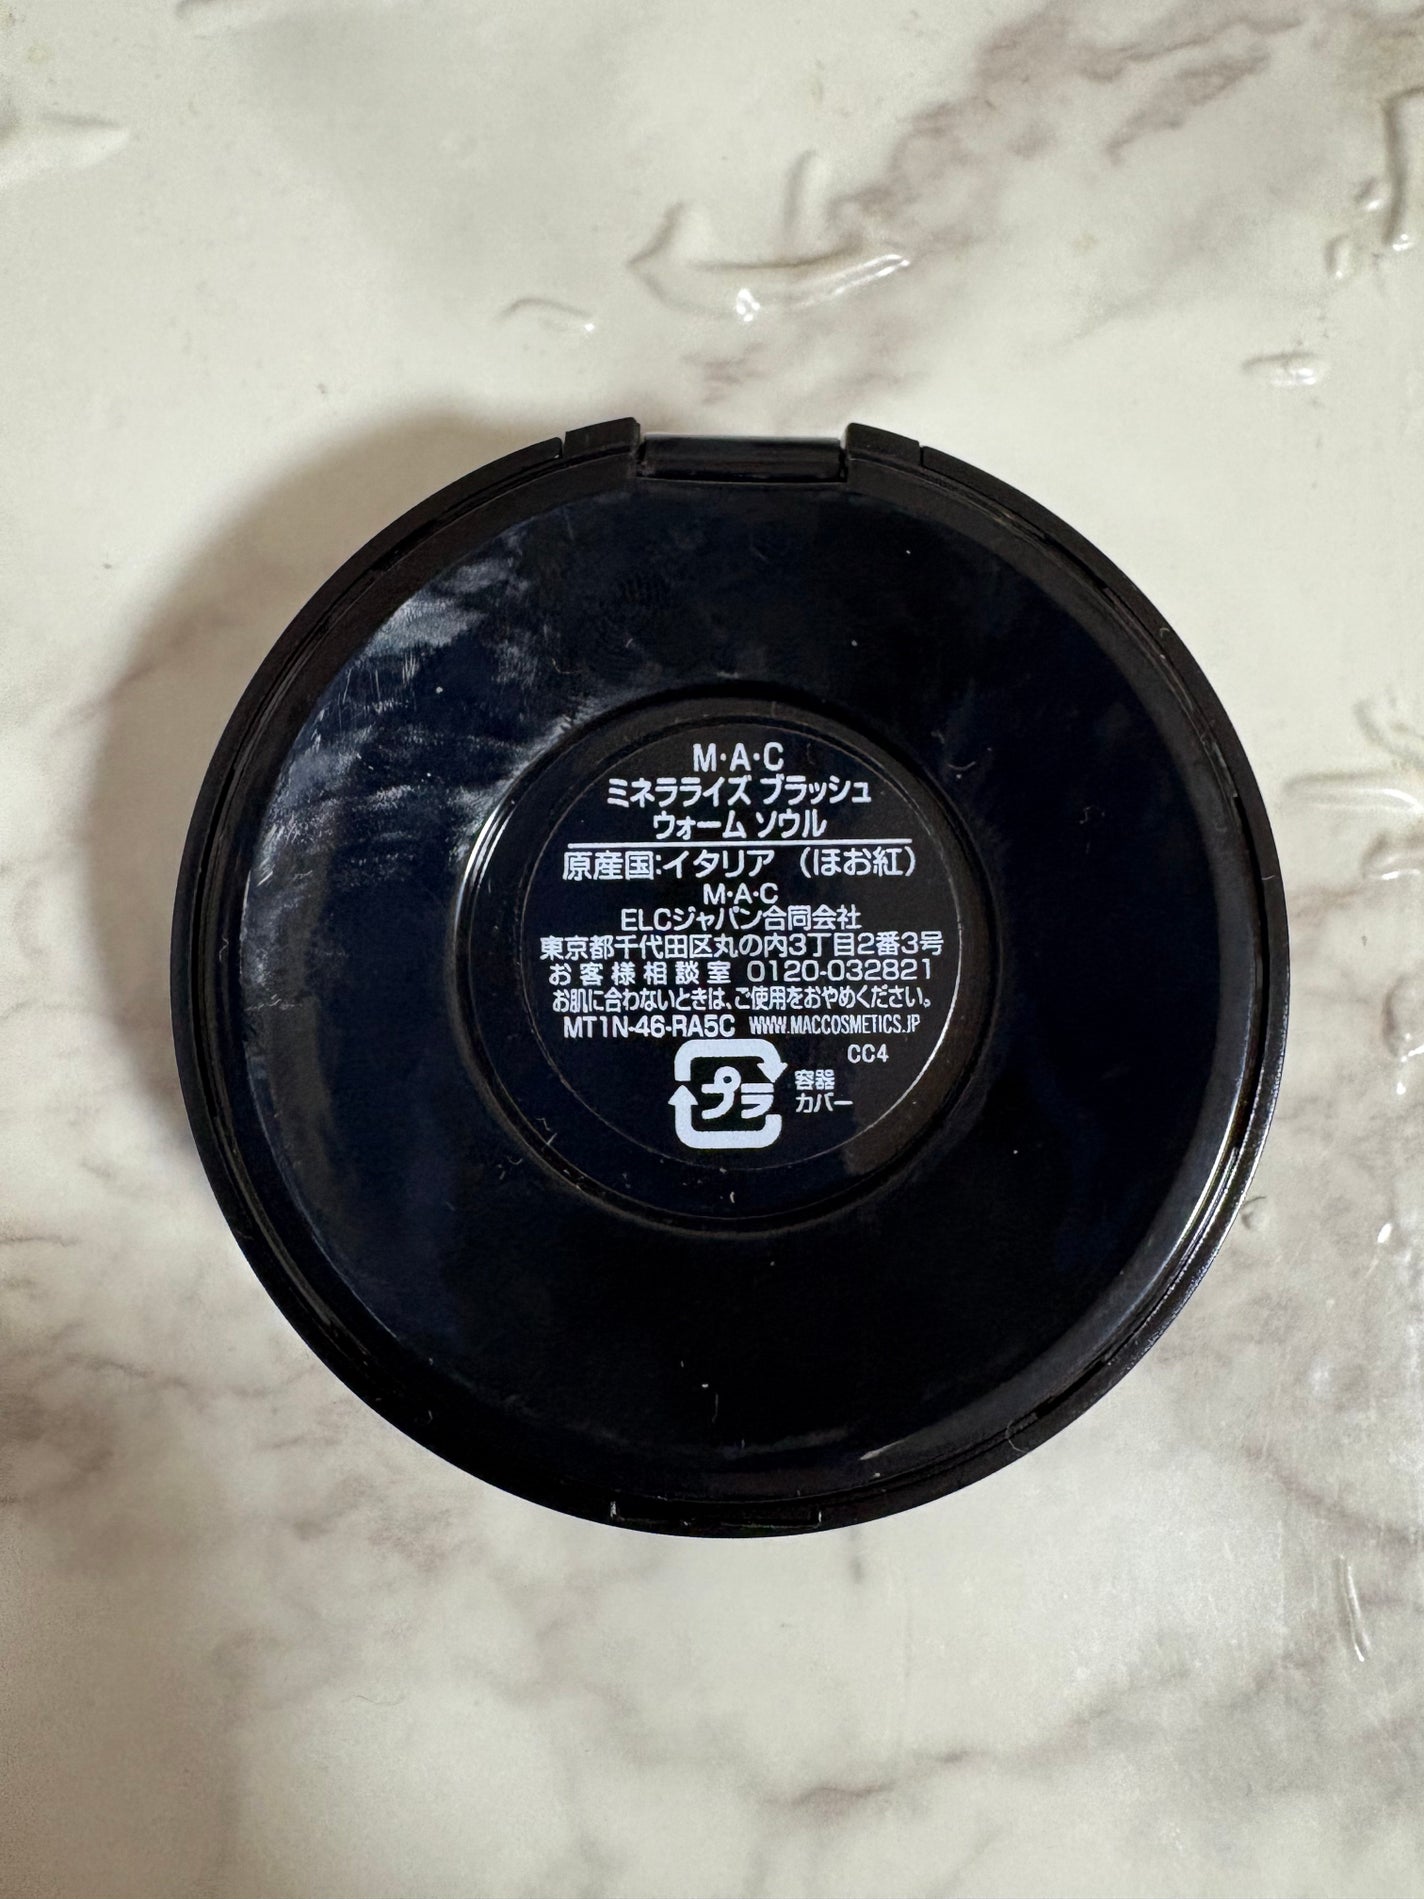 M·A·C
ミネラライズ ブラッシュ
ウォーム ソウル
原産国:イタリア （ほお紅）
M·A·C
ELCジャパン合同会社
東京都千代田区丸の内3丁目2番3号
お客様相談室 0120-032821
お肌に合わないときは、ご使用をおやめください。
MT1N-46-RA5C WWW.MACCOSMETICS.JP
CC4
プラ 容器
カバー